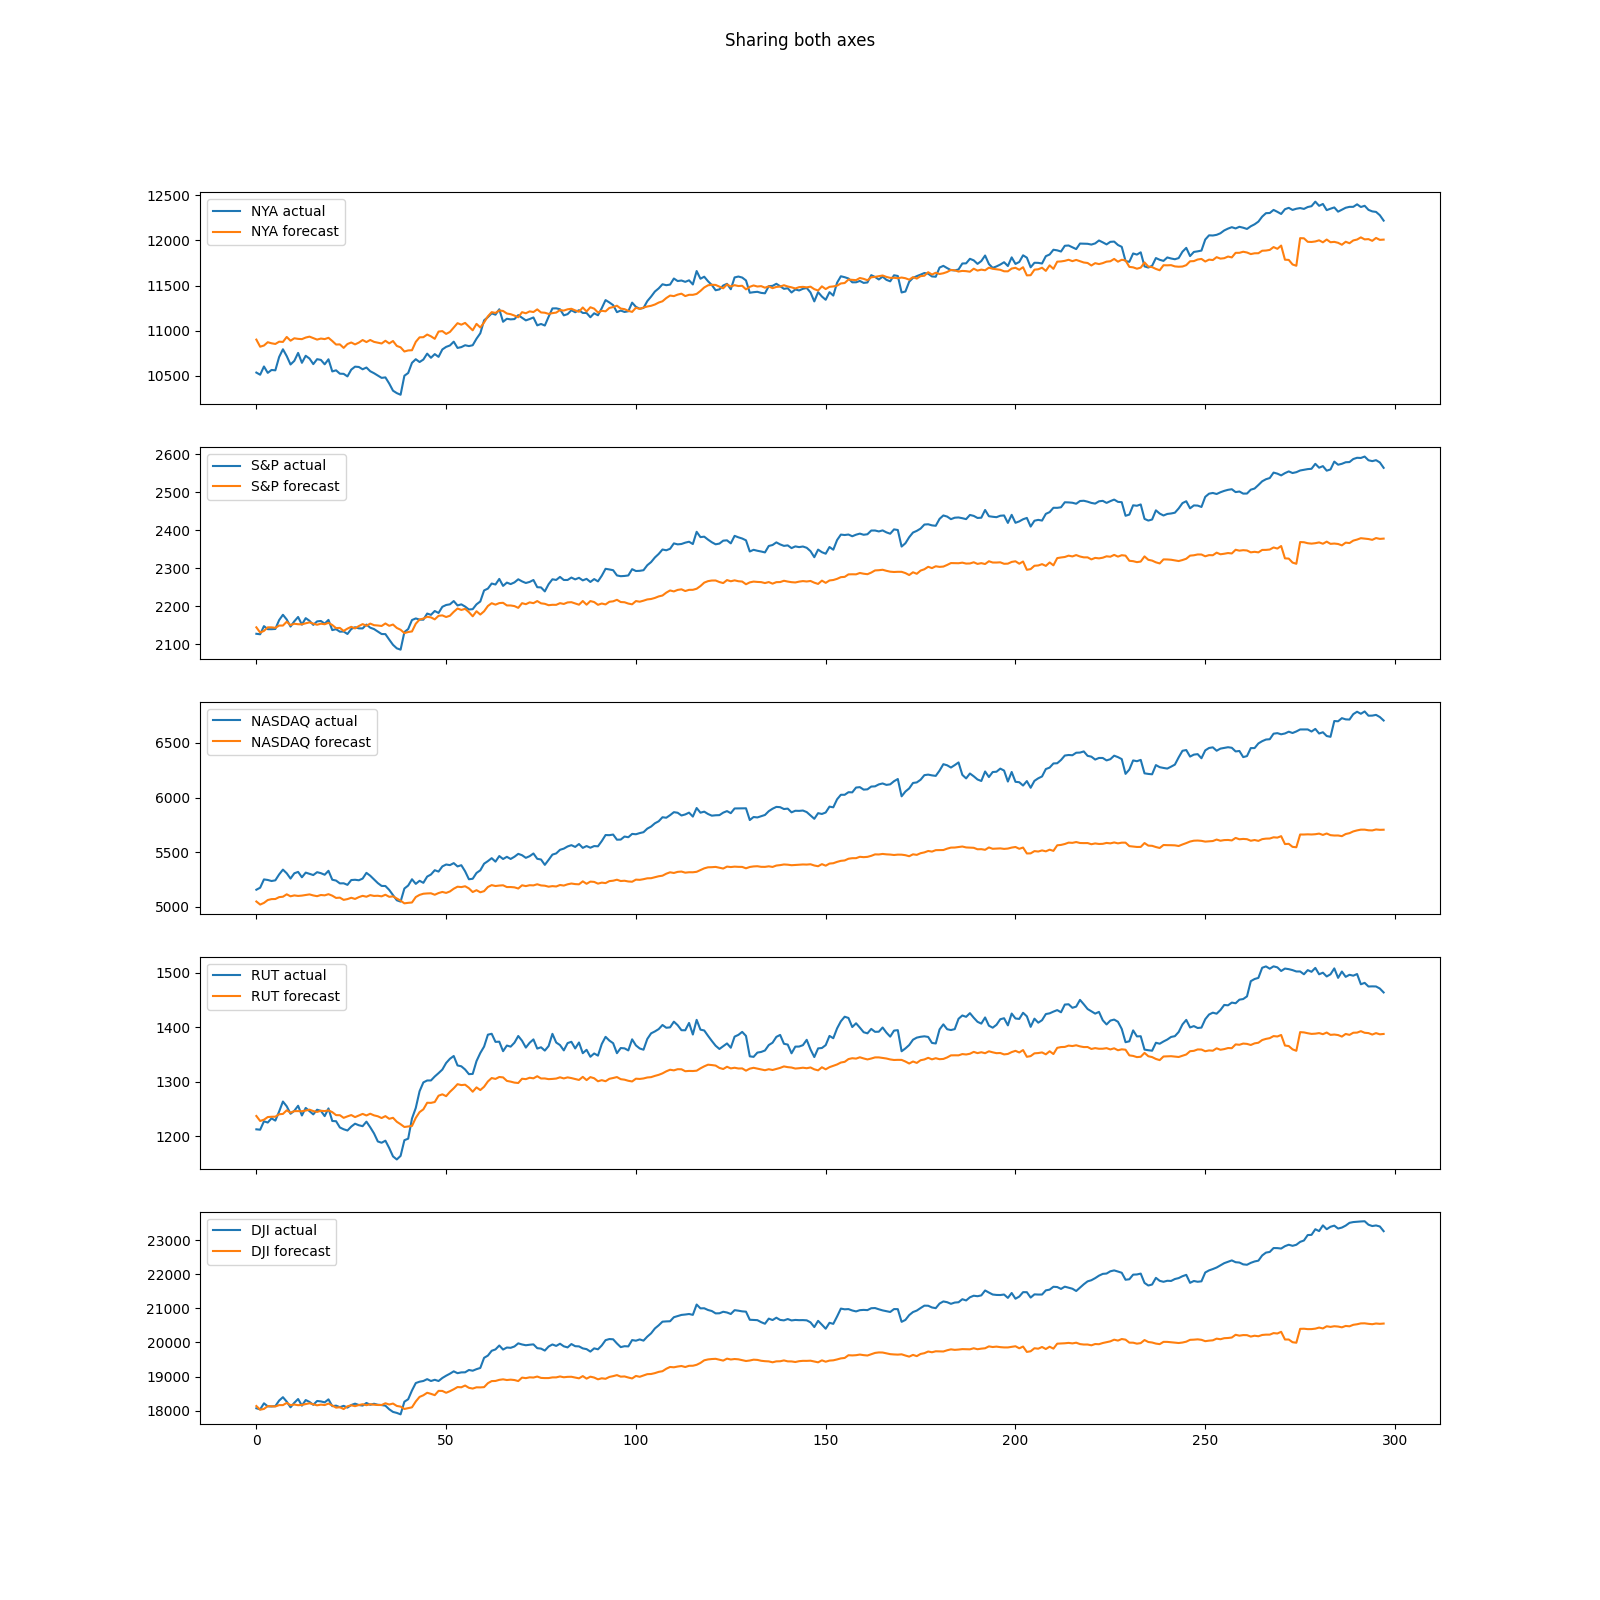 Sharing both axes
12500
12000
11500
11000
10500
NYA actual
NYA forecast
2600
2500
2400
2300
2200
2100
S&P actual
S&P forecast
6500
6000
5500
5000
NASDAQ actual
NASDAQ forecast
1500
1400
1300
1200
RUT actual
RUT forecast
23000
22000
21000
20000
19000
18000
DJI actual
DJI forecast
0 50 100 150 200 250 300